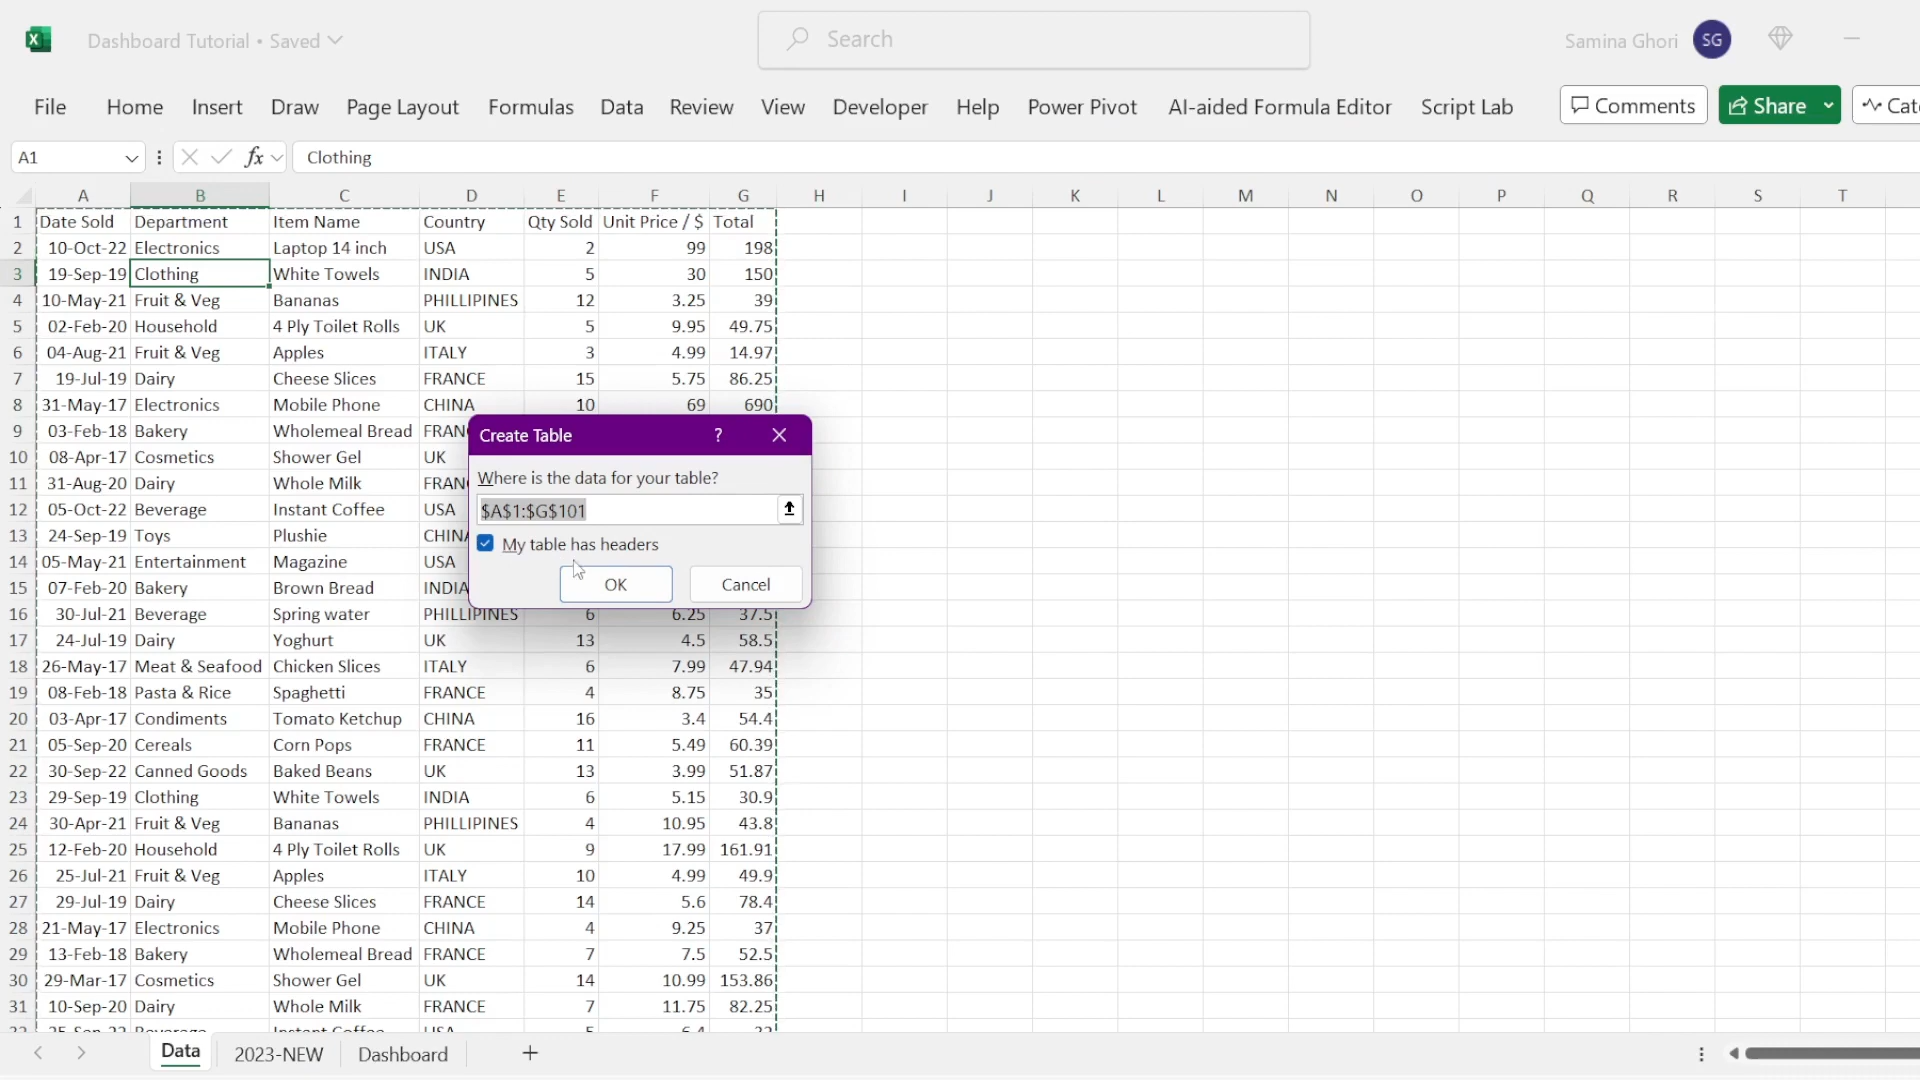 Dashboard Tutorial • Saved
Search
Samina Ghori SG
File Home Insert Draw Page Layout Formulas Data Review View Developer Help Power Pivot AI-aided Formula Editor Script Lab Comments Share Cat
A1 fx Clothing
A B C D E F G H I J K L M N O P Q R S T
1 Date Sold Department Item Name Country Qty Sold Unit Price / $ Total
2 10-Oct-22 Electronics Laptop 14 inch USA 2 99 198
3 19-Sep-19 Clothing White Towels INDIA 5 30 150
4 10-May-21 Fruit & Veg Bananas PHILLIPINES 12 3.25 39
5 02-Feb-20 Household 4 Ply Toilet Rolls UK 5 9.95 49.75
6 04-Aug-21 Fruit & Veg Apples ITALY 3 4.99 14.97
7 19-Jul-19 Dairy Cheese Slices FRANCE 15 5.75 86.25
8 31-May-17 Electronics Mobile Phone CHINA 10 69 690
9 03-Feb-18 Bakery Wholemeal Bread FRAN
10 08-Apr-17 Cosmetics Shower Gel UK
11 31-Aug-20 Dairy Whole Milk FRAN
12 05-Oct-22 Beverage Instant Coffee USA
13 24-Sep-19 Toys Plushie CHINA
14 05-May-21 Entertainment Magazine USA
15 07-Feb-20 Bakery Brown Bread INDIA
16 30-Jul-21 Beverage Spring water PHILLIPINES 6 6.25 37.5
17 24-Jul-19 Dairy Yoghurt UK 13 4.5 58.5
18 26-May-17 Meat & Seafood Chicken Slices ITALY 6 7.99 47.94
19 08-Feb-18 Pasta & Rice Spaghetti FRANCE 4 8.75 35
20 03-Apr-17 Condiments Tomato Ketchup CHINA 16 3.4 54.4
21 05-Sep-20 Cereals Corn Pops FRANCE 11 5.49 60.39
22 30-Sep-22 Canned Goods Baked Beans UK 13 3.99 51.87
23 29-Sep-19 Clothing White Towels INDIA 6 5.15 30.9
24 30-Apr-21 Fruit & Veg Bananas PHILLIPINES 4 10.95 43.8
25 12-Feb-20 Household 4 Ply Toilet Rolls UK 9 17.99 161.91
26 25-Jul-21 Fruit & Veg Apples ITALY 10 4.99 49.9
27 29-Jul-19 Dairy Cheese Slices FRANCE 14 5.6 78.4
28 21-May-17 Electronics Mobile Phone CHINA 4 9.25 37
29 13-Feb-18 Bakery Wholemeal Bread FRANCE 7 7.5 52.5
30 29-Mar-17 Cosmetics Shower Gel UK 14 10.99 153.86
31 10-Sep-20 Dairy Whole Milk FRANCE 7 11.75 82.25
Create Table ?
Where is the data for your table?
$A$1:$G$101
My table has headers
OK Cancel
Data 2023-NEW Dashboard